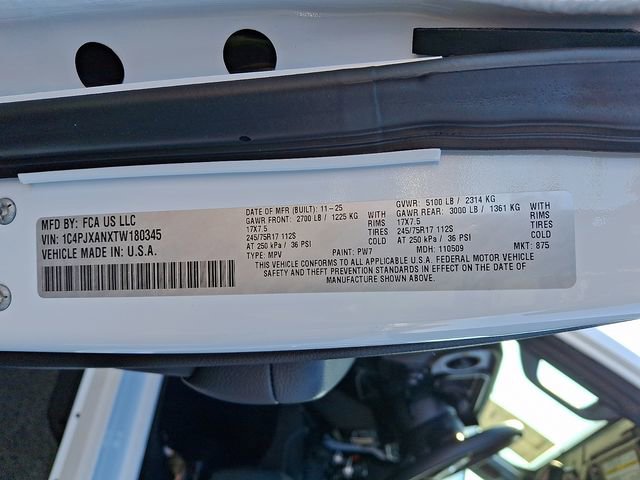 MFD BY: FCA US LLC
VIN: 1C4PJXANXTW180345
VEHICLE MADE IN: U.S.A.
DATE OF MFR (BUILT): 11-25
GAWR FRONT: 2700 LB / 1225 KG WITH
17X7.5 RIMS
245/75R17 112S TIRES
AT 250 kPa / 36 PSI COLD
GVWR: 5100 LB / 2314 KG
GAWR REAR: 3000 LB / 1361 KG WITH
17X7.5 RIMS
245/75R17 112S TIRES
AT 250 kPa / 36 PSI COLD
TYPE: MPV PAINT: PW7 MDH: 110509 MKT: 875
THIS VEHICLE CONFORMS TO ALL APPLICABLE U.S.A. FEDERAL MOTOR VEHICLE
SAFETY AND THEFT PREVENTION STANDARDS IN EFFECT ON THE DATE OF
MANUFACTURE SHOWN ABOVE.